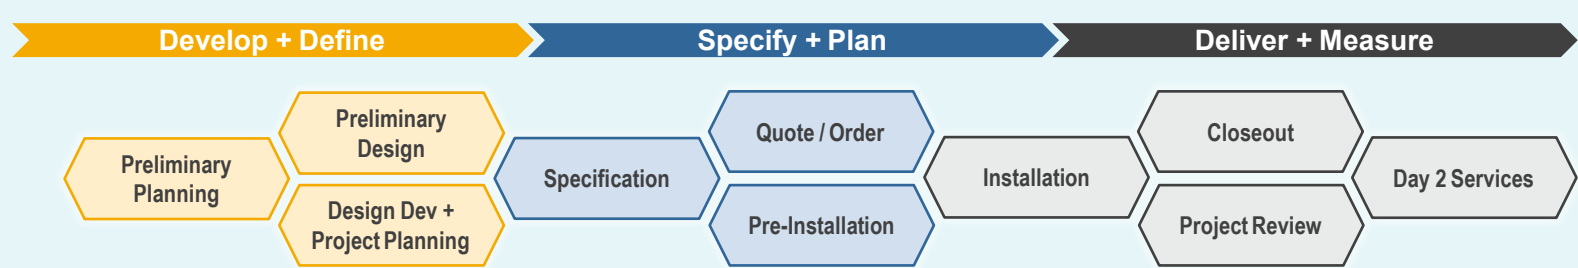 Develop + Define
Specify + Plan
Deliver + Measure
Preliminary
Planning
Preliminary
Design
Design Dev +
Project Planning
Specification
Quote / Order
Pre-Installation
Installation
Closeout
Project Review
Day 2 Services